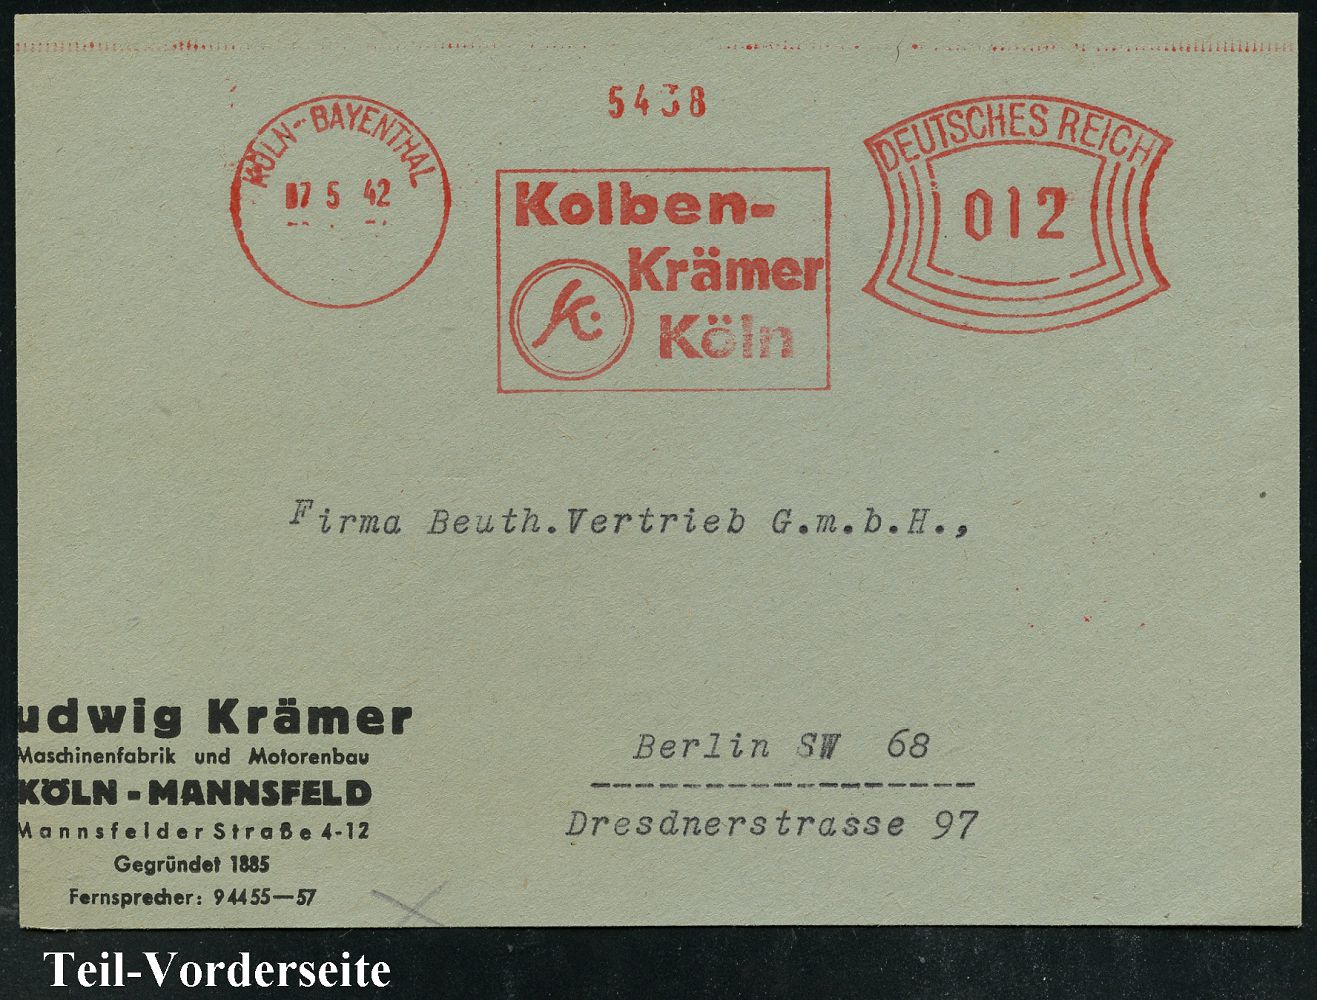 5438
KÖLN-BAYENTHAL
07 5 42
Kolben-
Krämer
K
Köln
DEUTSCHES REICH
012
Firma Beuth.Vertrieb G.m.b.H.,
Berlin SW 68
Dresdnerstrasse 97
udwig Krämer
Maschinenfabrik und Motorenbau
KÖLN-MANNSFELD
Mannsfelder Straße 4-12
Gegründet 1885
Fernsprecher: 94455—57
Teil-Vorderseite